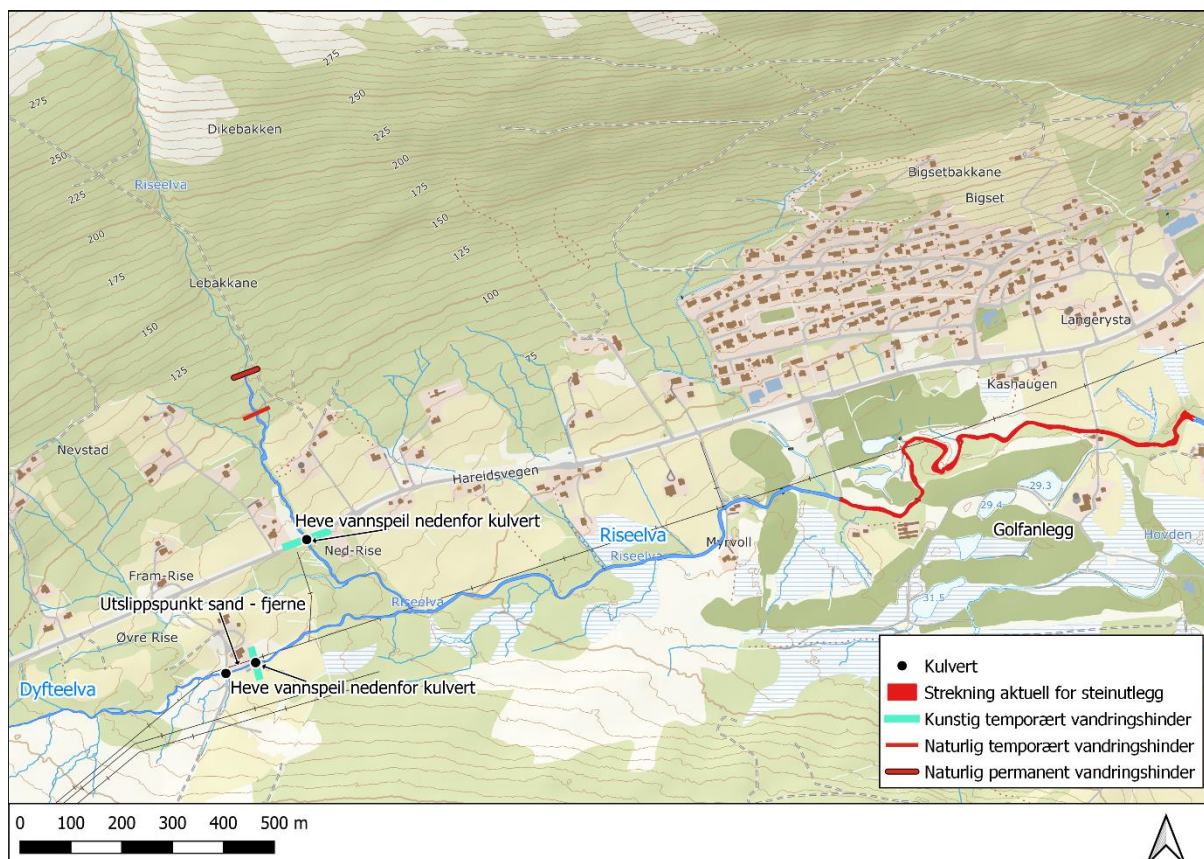 275
250
275
Dikebakken
225
250
200
Riseelva
175
225
150
200
125
175
Lebakkane
100
150
75
125
Bigsetbakkane
Bigset
Langerysta
Kashaugen
Nevstad
Hareidsvegen
29.3
29.4
Golfanlegg
Heve vannspeil nedenfor kulvert
Riseelva
Riseelva
Myrvoll
Hovden
Ned-Rise
Fram-Rise
Riseelva
31.5
Utslippspunkt sand - fjerne
Øvre Rise
Dyfteelva
Heve vannspeil nedenfor kulvert
Kulvert
Strekning aktuell for steinutlegg
Kunstig temporært vandringshinder
Naturlig temporært vandringshinder
Naturlig permanent vandringshinder
0 100 200 300 400 500 m